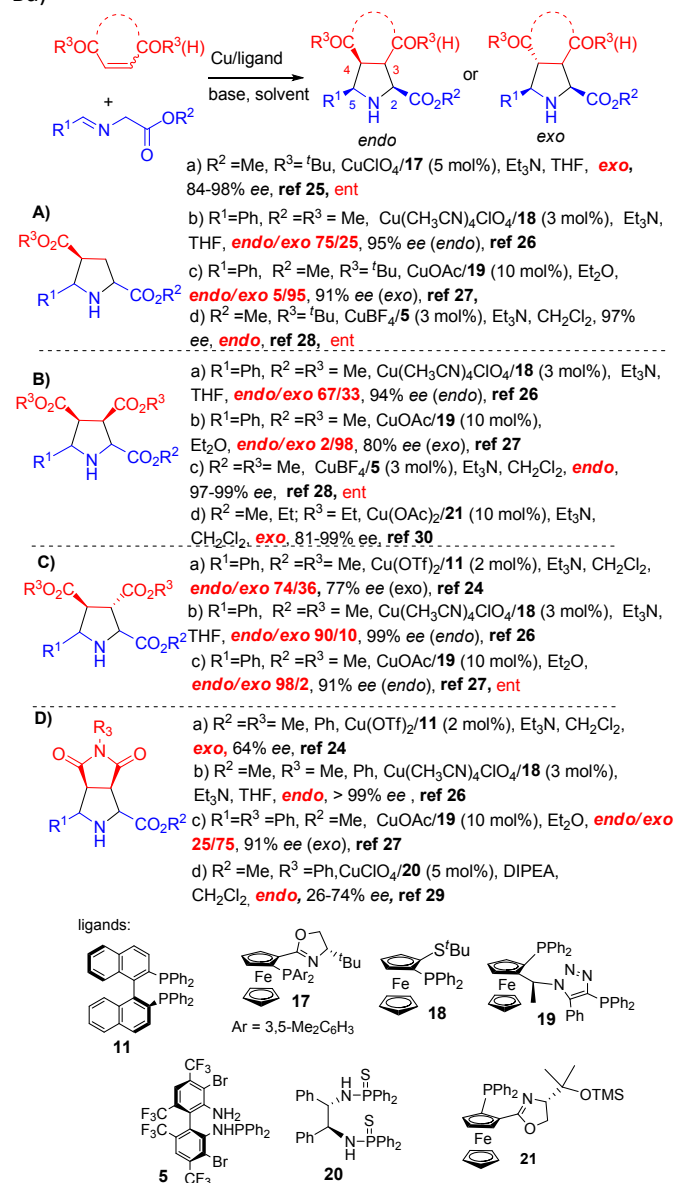 R³OC COR³(H)
Cu/ligand
base, solvent
+
R¹ N OR² O
R³OC COR³(H)
4 3
R¹ 5 N H 2 CO₂R²
endo
or
R³OC COR³(H)
R¹ N H CO₂R²
exo
a) R² =Me, R³= ᵗBu, CuClO₄/17 (5 mol%), Et₃N, THF, exo,
84-98% ee, ref 25, ent
A)
R³O₂C
R¹ N H CO₂R²
b) R¹=Ph, R² =R³ = Me, Cu(CH₃CN)₄ClO₄/18 (3 mol%), Et₃N,
THF, endo/exo 75/25, 95% ee (endo), ref 26
c) R¹=Ph, R² =Me, R³= ᵗBu, CuOAc/19 (10 mol%), Et₂O,
endo/exo 5/95, 91% ee (exo), ref 27,
d) R² =Me, R³= ᵗBu, CuBF₄/5 (3 mol%), Et₃N, CH₂Cl₂, 97%
ee, endo, ref 28, ent
B)
R³O₂C CO₂R³
R¹ N H CO₂R²
a) R¹=Ph, R² =R³ = Me, Cu(CH₃CN)₄ClO₄/18 (3 mol%), Et₃N,
THF, endo/exo 67/33, 94% ee (endo), ref 26
b) R¹=Ph, R² =R³ = Me, CuOAc/19 (10 mol%),
Et₂O, endo/exo 2/98, 80% ee (exo), ref 27
c) R² =R³= Me, CuBF₄/5 (3 mol%), Et₃N, CH₂Cl₂, endo,
97-99% ee, ref 28, ent
d) R² =Me, Et; R³ = Et, Cu(OAc)₂/21 (10 mol%), Et₃N,
CH₂Cl₂, exo, 81-99% ee, ref 30
C)
R³O₂C CO₂R³
R¹ N H CO₂R²
a) R¹=Ph, R² =R³= Me, Cu(OTf)₂/11 (2 mol%), Et₃N, CH₂Cl₂,
endo/exo 74/36, 77% ee (exo), ref 24
b) R¹=Ph, R² =R³ = Me, Cu(CH₃CN)₄ClO₄/18 (3 mol%), Et₃N,
THF, endo/exo 90/10, 99% ee (endo), ref 26
c) R¹=Ph, R² =R³ = Me, CuOAc/19 (10 mol%), Et₂O,
endo/exo 98/2, 91% ee (endo), ref 27, ent
D)
R₃
O N O
R¹ N H CO₂R²
a) R² =R³= Me, Ph, Cu(OTf)₂/11 (2 mol%), Et₃N, CH₂Cl₂,
exo, 64% ee, ref 24
b) R² =Me, R³ = Me, Ph, Cu(CH₃CN)₄ClO₄/18 (3 mol%),
Et₃N, THF, endo, > 99% ee , ref 26
c) R¹=R³ =Ph, R² =Me, CuOAc/19 (10 mol%), Et₂O, endo/exo
25/75, 91% ee (exo), ref 27
d) R² =Me, R³ =Ph,CuClO₄/20 (5 mol%), DIPEA,
CH₂Cl₂, endo, 26-74% ee, ref 29
ligands:
PPh₂
PPh₂
11
O
N
ᵗBu
Fe PAr₂
17
Ar = 3,5-Me₂C₆H₃
SᵗBu
PPh₂
Fe
18
PPh₂
Fe
N N N
Ph
PPh₂
19
CF₃
Br
F₃C
NH₂
F₃C
NHPPh₂
Br
CF₃
5
S
H
Ph N PPh₂
S
Ph N PPh₂
H
20
PPh₂
N
O
OTMS
Fe
21